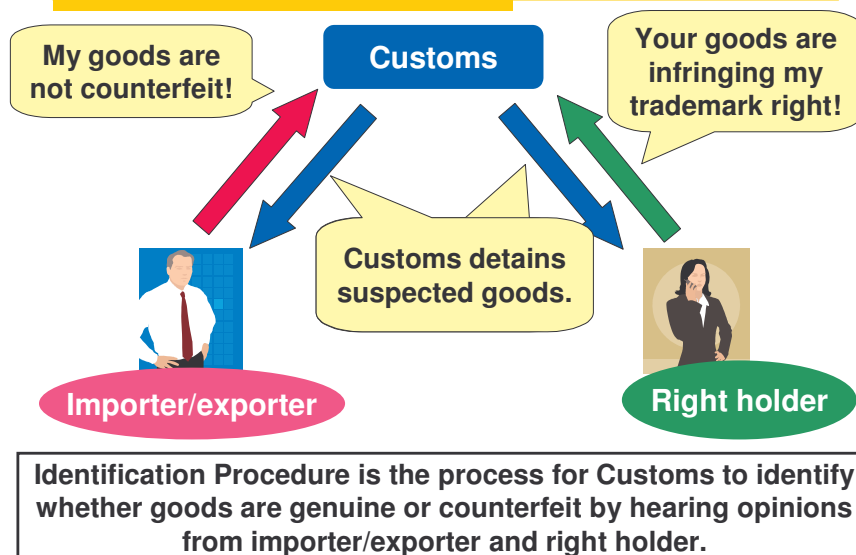 My goods are
not counterfeit!
Customs
Your goods are
infringing my
trademark right!
Customs detains
suspected goods.
Importer/exporter
Right holder
Identification Procedure is the process for Customs to identify
whether goods are genuine or counterfeit by hearing opinions
from importer/exporter and right holder.